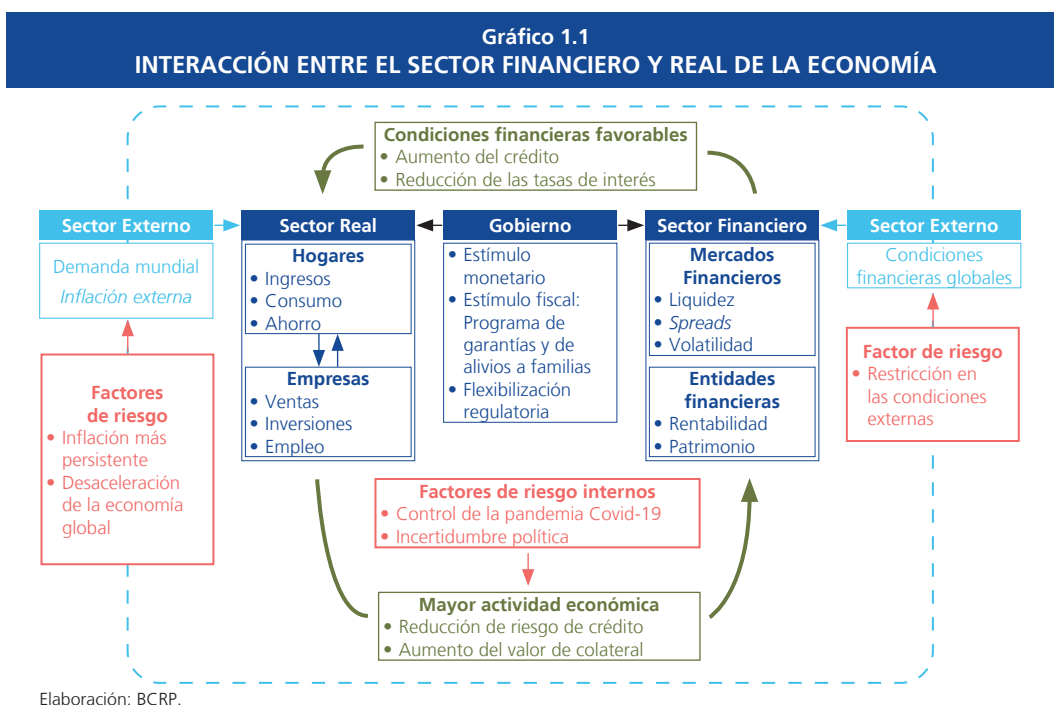 Gráfico 1.1
INTERACCIÓN ENTRE EL SECTOR FINANCIERO Y REAL DE LA ECONOMÍA
Condiciones financieras favorables
• Aumento del crédito
• Reducción de las tasas de interés
Sector Externo
Demanda mundial
Inflación externa
Factores
de riesgo
• Inflación más
persistente
• Desaceleración
de la economía
global
Sector Real
Hogares
• Ingresos
• Consumo
• Ahorro
Empresas
• Ventas
• Inversiones
• Empleo
Gobierno
• Estímulo
monetario
• Estímulo fiscal:
Programa de
garantías y de
alivios a familias
• Flexibilización
regulatoria
Sector Financiero
Mercados
Financieros
• Liquidez
• Spreads
• Volatilidad
Entidades
financieras
• Rentabilidad
• Patrimonio
Sector Externo
Condiciones
financieras globales
Factor de riesgo
• Restricción en
las condiciones
externas
Factores de riesgo internos
• Control de la pandemia Covid-19
• Incertidumbre política
Mayor actividad económica
• Reducción de riesgo de crédito
• Aumento del valor de colateral
Elaboración: BCRP.